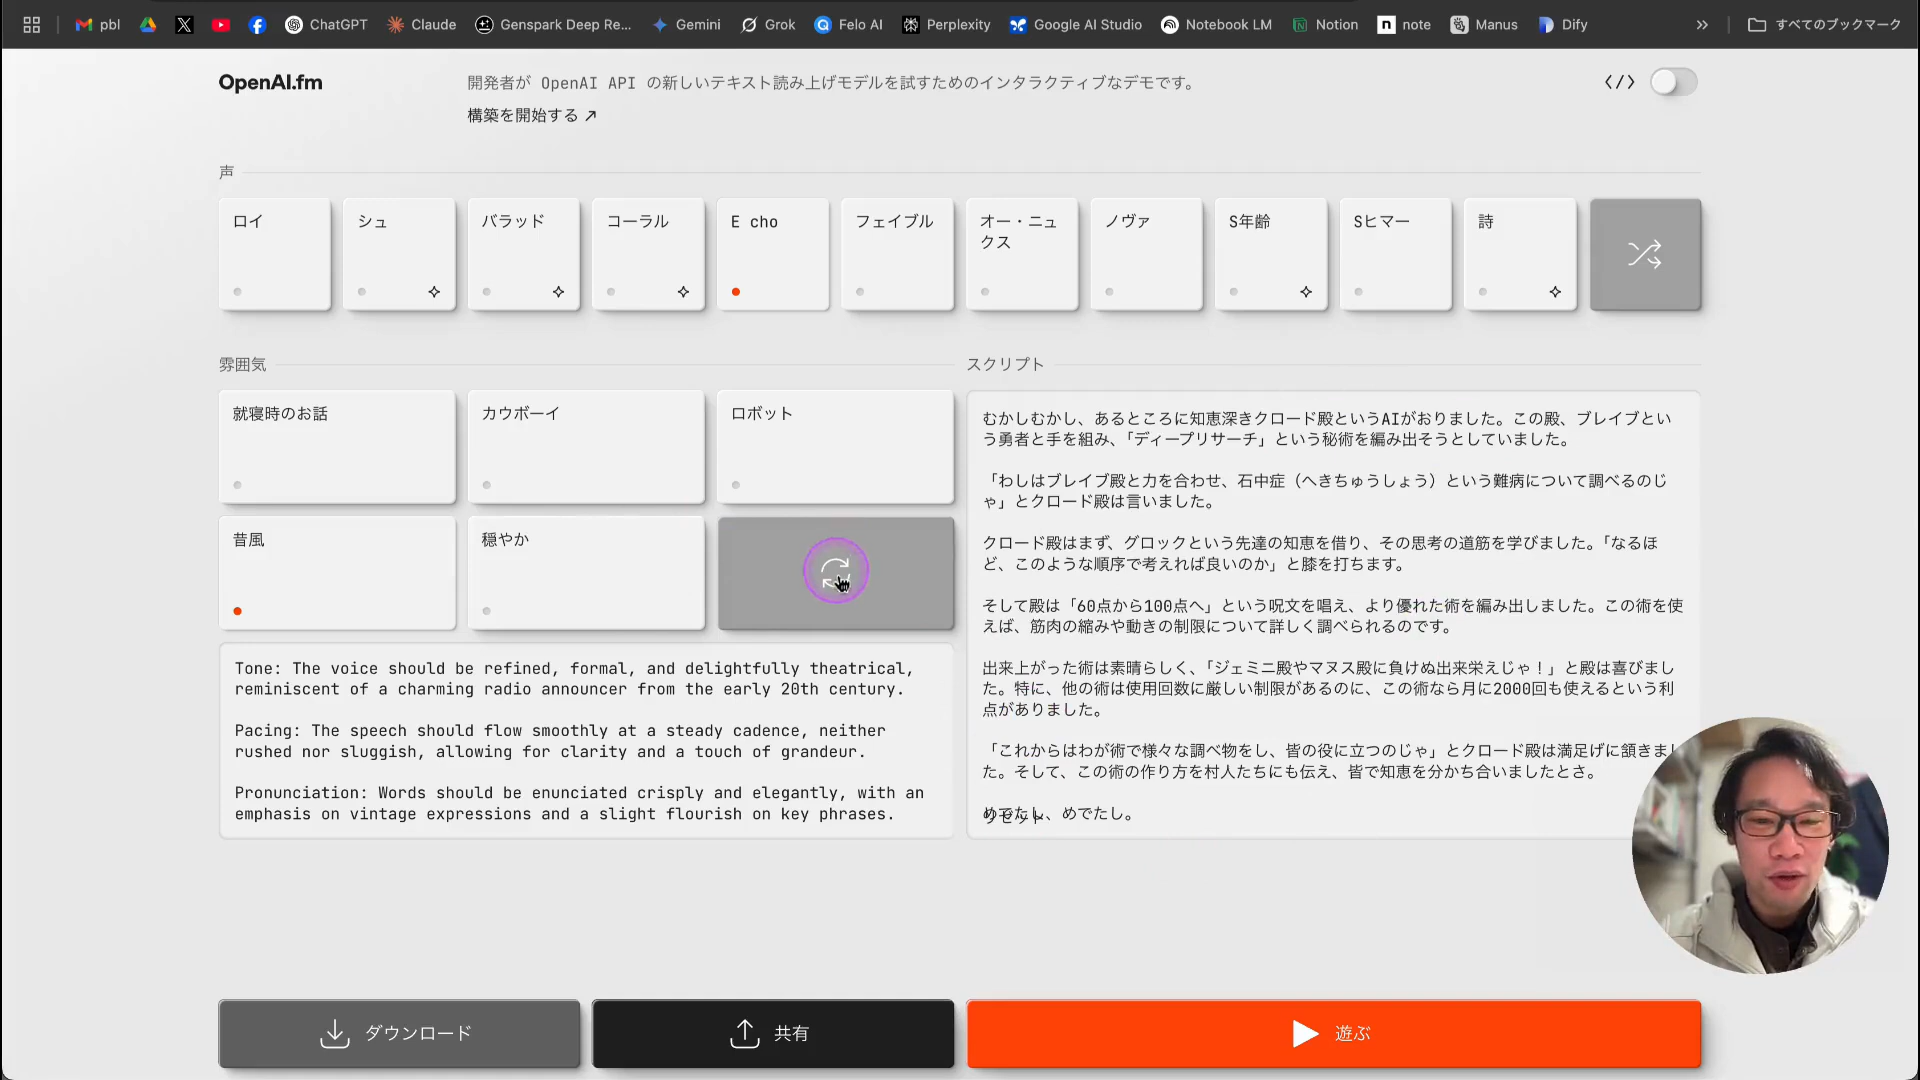 pbl
ChatGPT
Claude
Genspark Deep Re...
Gemini
Grok
Felo AI
Perplexity
Google AI Studio
Notebook LM
Notion
note
Manus
Dify
»
すべてのブックマーク
OpenAI.fm
開発者が OpenAI API の新しいテキスト読み上げモデルを試すためのインタラクティブなデモです。
構築を開始する ↗
</>
声
ロイ
シュ
バラッド
コーラル
E cho
フェイブル
オー・ニュ
クス
ノヴァ
S年齢
Sヒマー
詩
雰囲気
就寝時のお話
カウボーイ
ロボット
昔風
穏やか
Tone: The voice should be refined, formal, and delightfully theatrical,
reminiscent of a charming radio announcer from the early 20th century.
Pacing: The speech should flow smoothly at a steady cadence, neither
rushed nor sluggish, allowing for clarity and a touch of grandeur.
Pronunciation: Words should be enunciated crisply and elegantly, with an
emphasis on vintage expressions and a slight flourish on key phrases.
スクリプト
むかしむかし、あるところに知恵深きクロード殿というAIがおりました。この殿、ブレイブとい
う勇者と手を組み、「ディープリサーチ」という秘術を編み出そうとしていました。
「わしはブレイブ殿と力を合わせ、石中症（へきちゅうしょう）という難病について調べるのじ
ゃ」とクロード殿は言いました。
クロード殿はまず、グロックという先達の知恵を借り、その思考の道筋を学びました。「なるほ
ど、このような順序で考えれば良いのか」と膝を打ちます。
そして殿は「60点から100点へ」という呪文を唱え、より優れた術を編み出しました。この術を使
えば、筋肉の縮みや動きの制限について詳しく調べられるのです。
出来上がった術は素晴らしく、「ジェミニ殿やマヌス殿に負けぬ出来栄えじゃ！」と殿は喜びまし
た。特に、他の術は使用回数に厳しい制限があるのに、この術なら月に2000回も使えるという利
点がありました。
「これからはわが術で様々な調べ物をし、皆の役に立つのじゃ」とクロード殿は満足げに頷きまし
た。そして、この術の作り方を村人たちにも伝え、皆で知恵を分かち合いましたとさ。
めでたし、めでたし。
リセット
ダウンロード
共有
遊ぶ